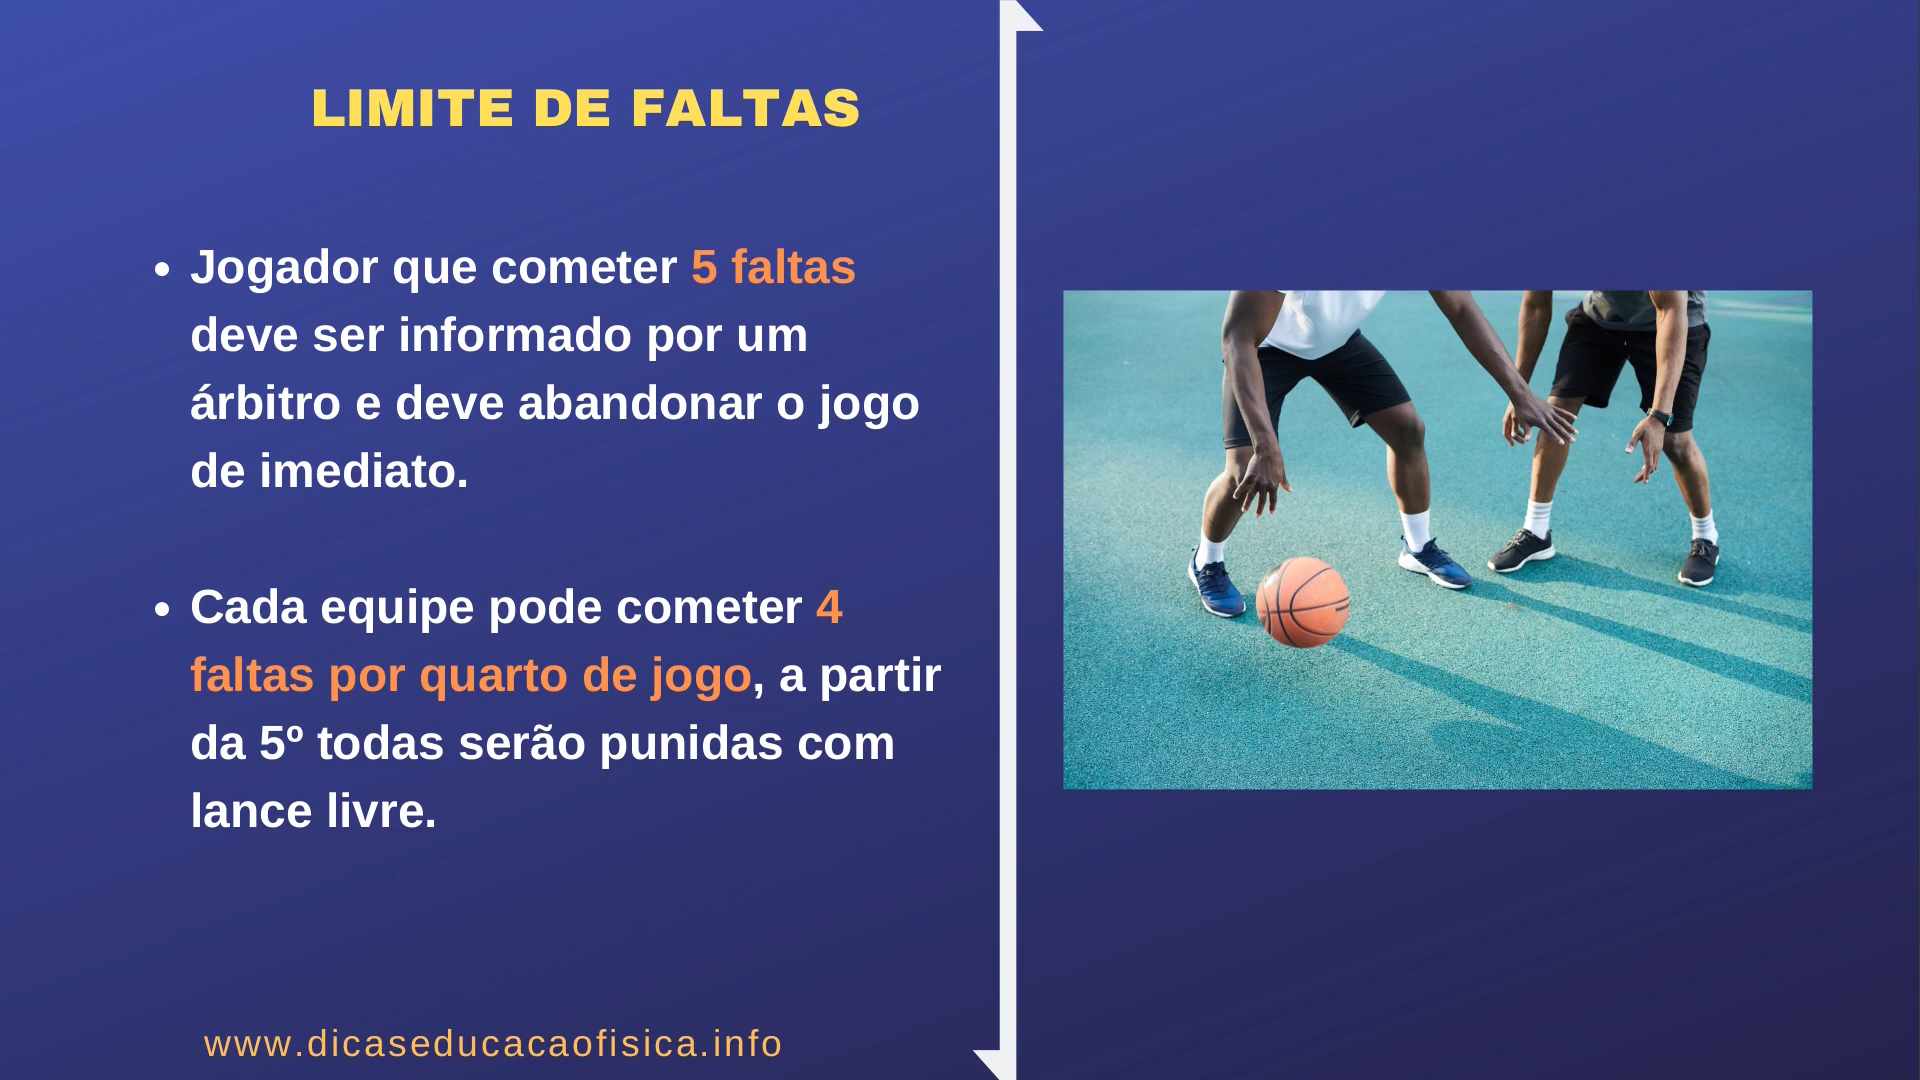 LIMITE DE FALTAS
• Jogador que cometer 5 faltas
deve ser informado por um
árbitro e deve abandonar o jogo
de imediato.
• Cada equipe pode cometer 4
faltas por quarto de jogo, a partir
da 5º todas serão punidas com
lance livre.
www.dicaseducacaofisica.info